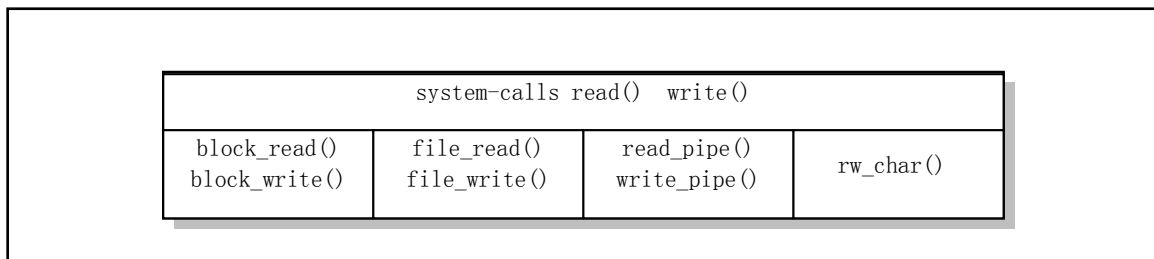 system-calls read()  write()
block_read()
block_write()
file_read()
file_write()
read_pipe()
write_pipe()
rw_char()